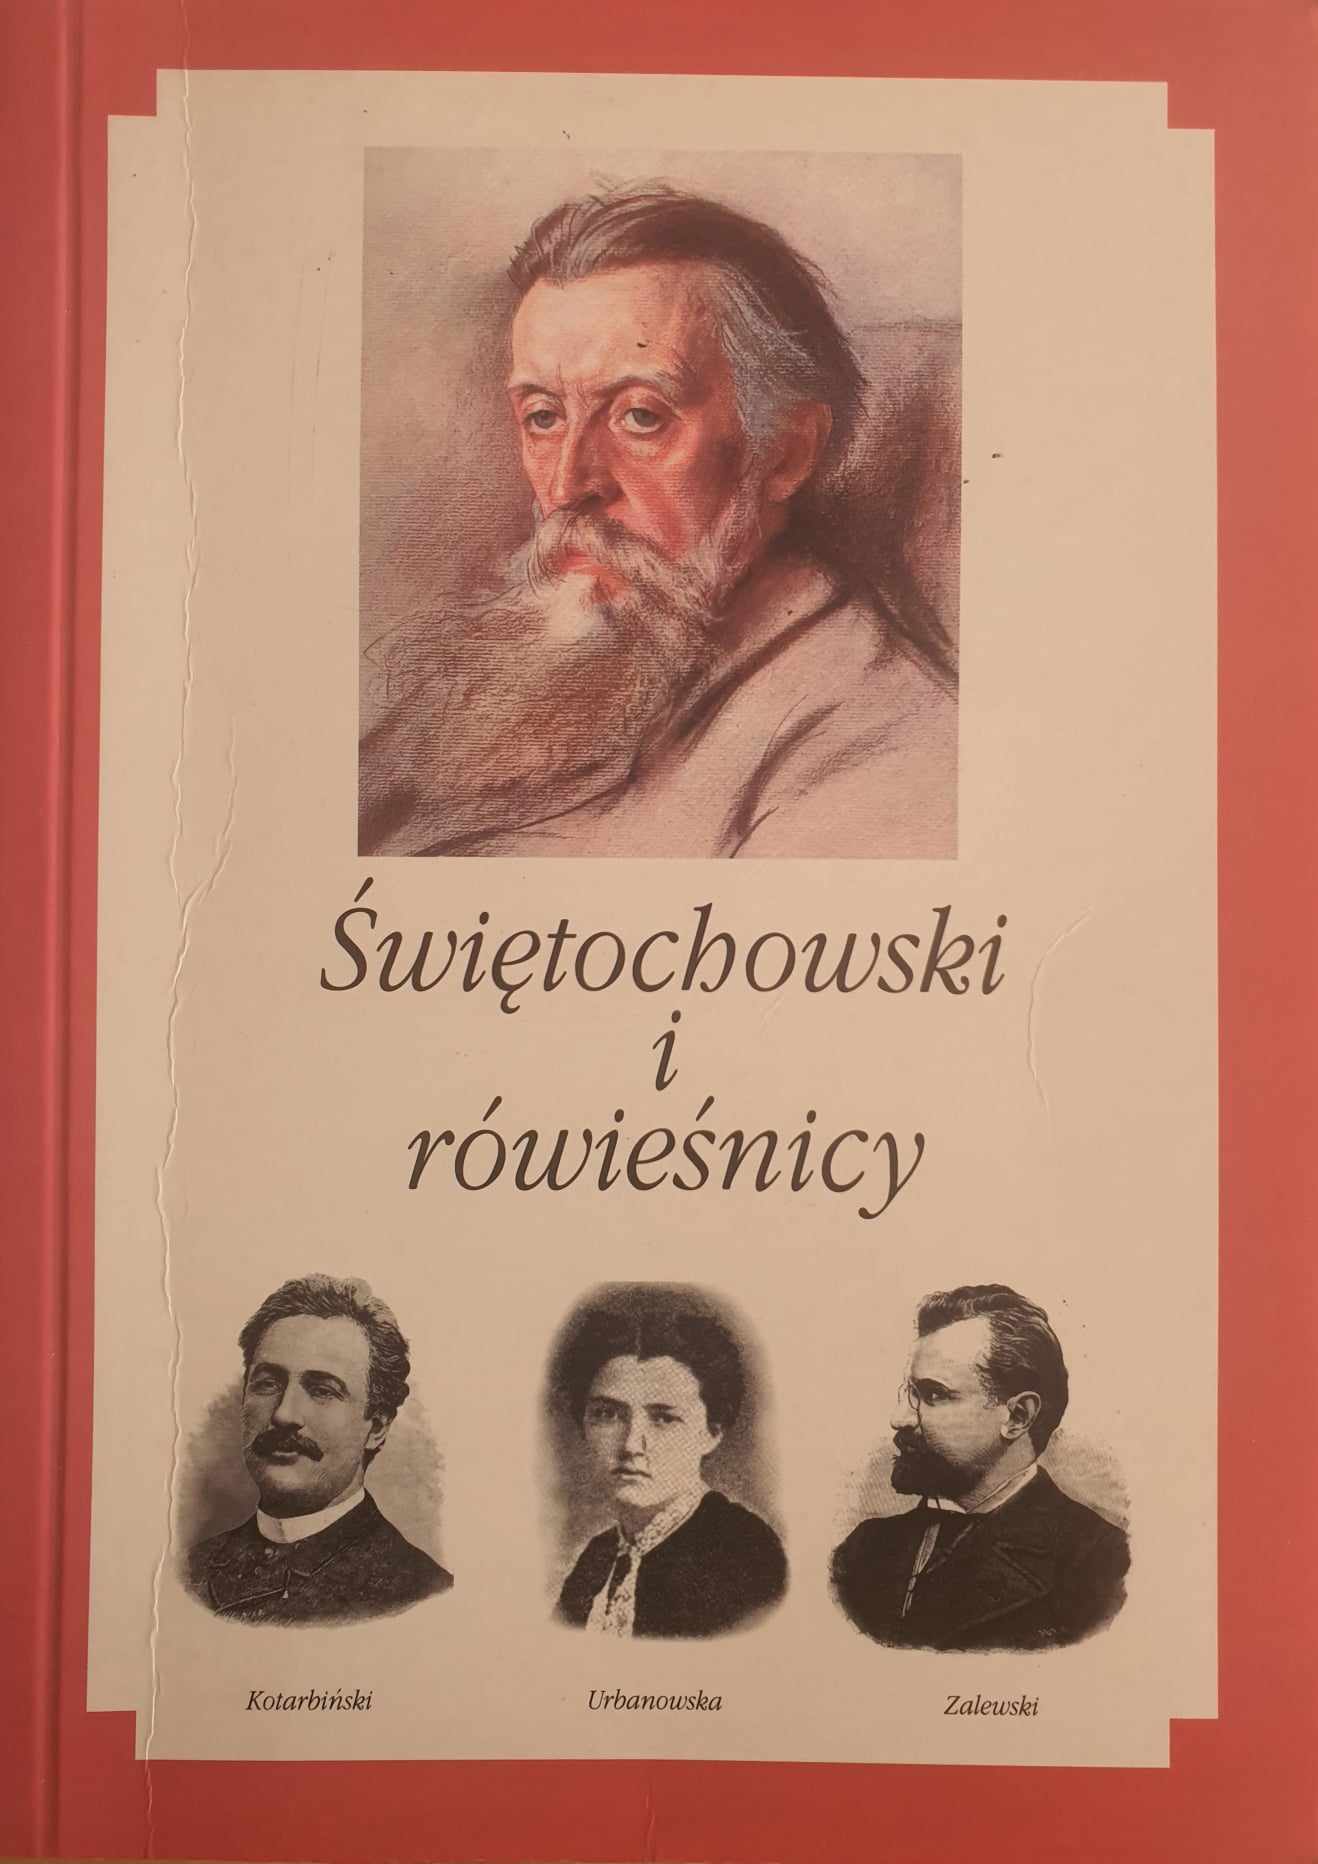 Świętochowski
i
rówieśnicy
Kotarbiński
Urbanowska
Zalewski